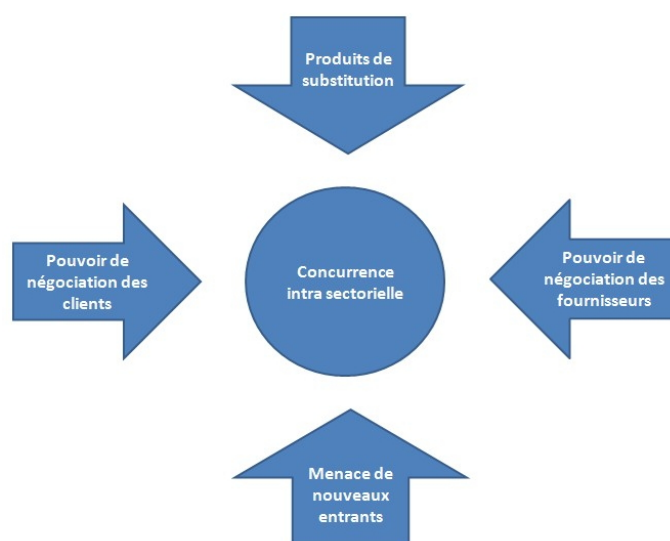 Produits de
substitution
Pouvoir de
négociation des
clients
Concurrence
intra sectorielle
Pouvoir de
négociation des
fournisseurs
Menace de
nouveaux
entrants